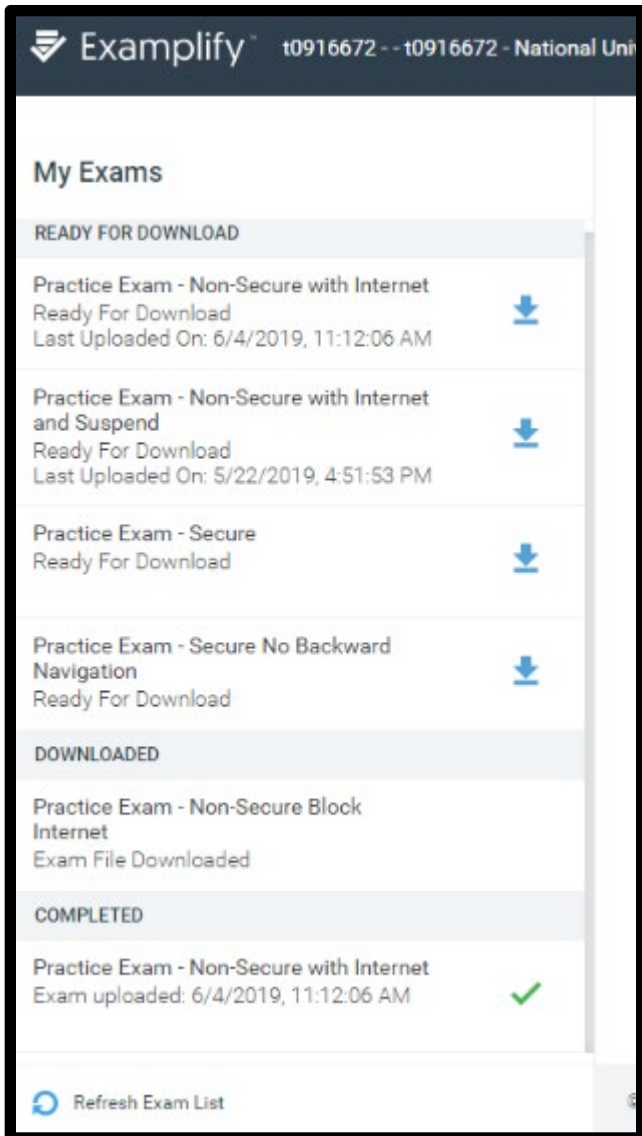 Examplify™ t0916672 - - t0916672 - National Uni
My Exams
READY FOR DOWNLOAD
Practice Exam - Non-Secure with Internet
Ready For Download
Last Uploaded On: 6/4/2019, 11:12:06 AM
Practice Exam - Non-Secure with Internet
and Suspend
Ready For Download
Last Uploaded On: 5/22/2019, 4:51:53 PM
Practice Exam - Secure
Ready For Download
Practice Exam - Secure No Backward
Navigation
Ready For Download
DOWNLOADED
Practice Exam - Non-Secure Block
Internet
Exam File Downloaded
COMPLETED
Practice Exam - Non-Secure with Internet
Exam uploaded: 6/4/2019, 11:12:06 AM
Refresh Exam List